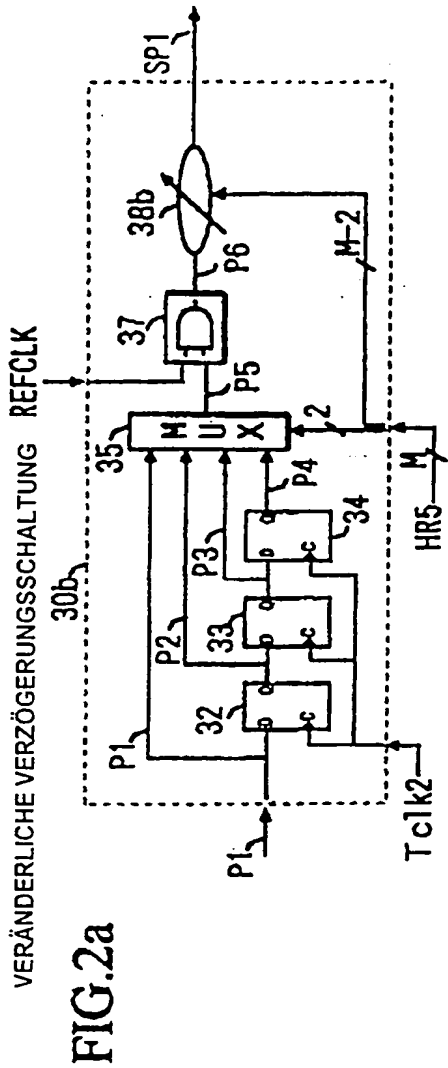 VERÄNDERLICHE VERZÖGERUNGSSCHALTUNG
REFCLK
FIG.2a
30b
SP1
38b
P6
37
P5
M-2
35
M U X
2
P1
P2
P3
P4
HR5
M
32
D Q
C
33
D Q
C
34
D Q
C
P1
Tclk2